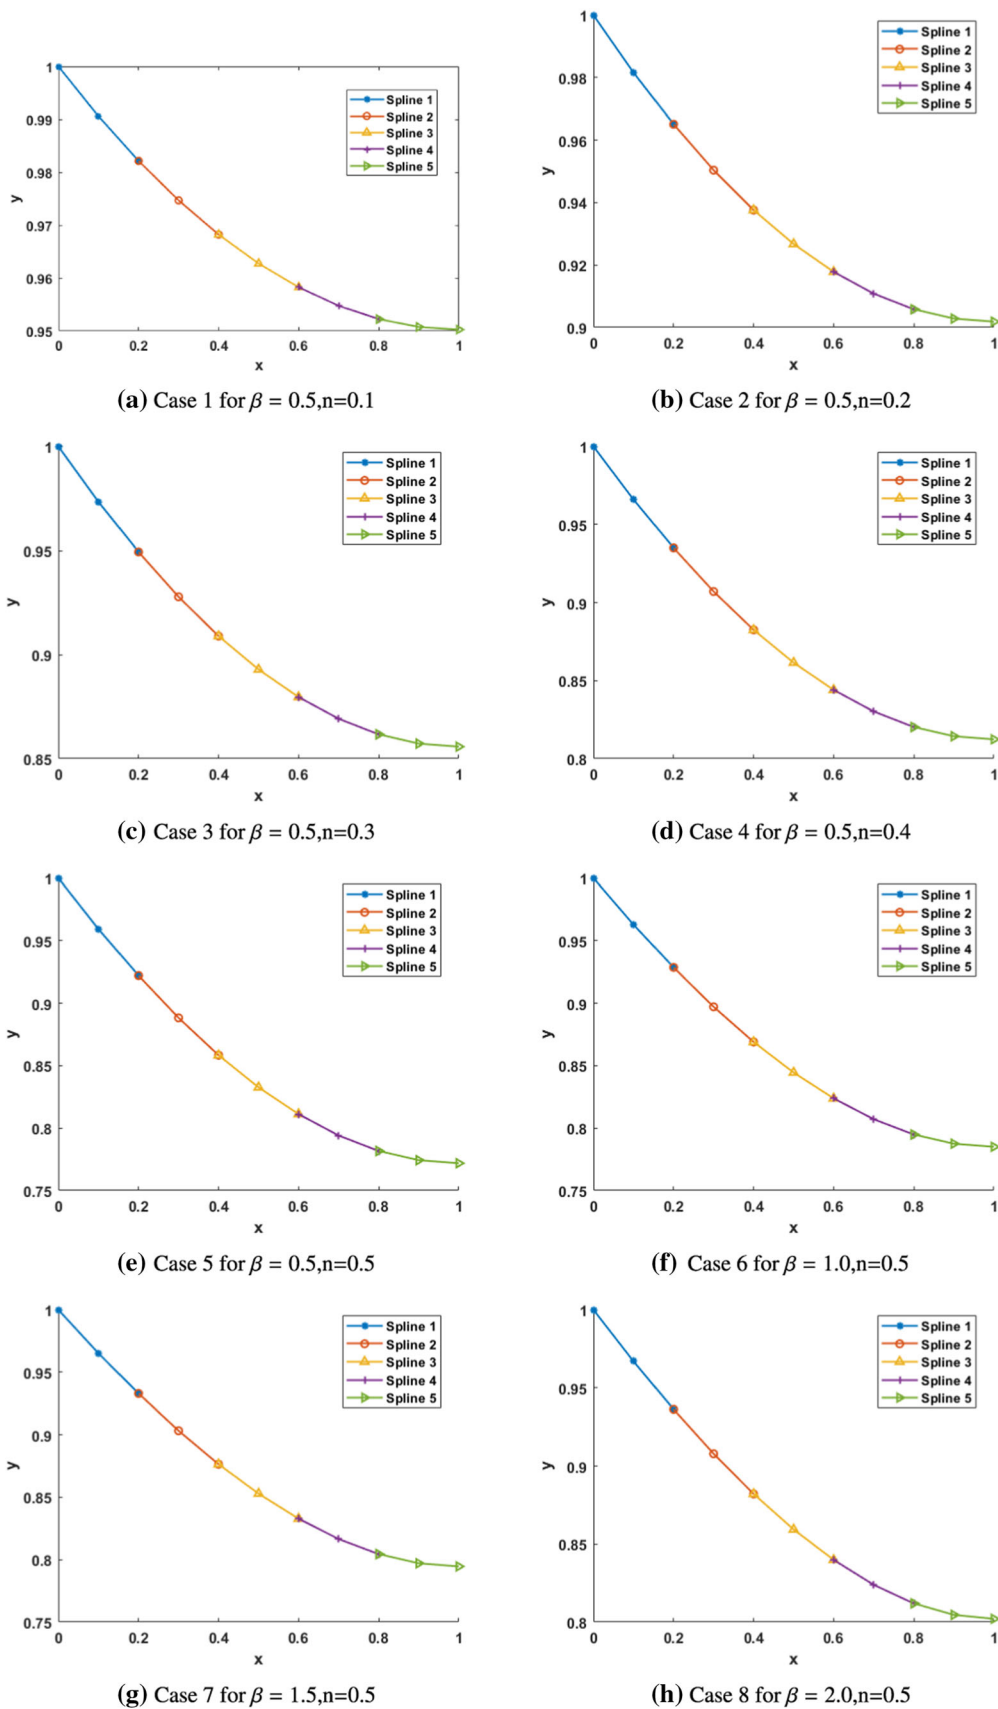 1
0.99
0.98
0.97
0.96
0.95
y
0
0.2
0.4
0.6
0.8
1
x
Spline 1
Spline 2
Spline 3
Spline 4
Spline 5
(a) Case 1 for β = 0.5,n=0.1
1
0.98
0.96
0.94
0.92
0.9
y
0
0.2
0.4
0.6
0.8
1
x
Spline 1
Spline 2
Spline 3
Spline 4
Spline 5
(b) Case 2 for β = 0.5,n=0.2
1
0.95
0.9
0.85
y
0
0.2
0.4
0.6
0.8
1
x
Spline 1
Spline 2
Spline 3
Spline 4
Spline 5
(c) Case 3 for β = 0.5,n=0.3
1
0.95
0.9
0.85
0.8
y
0
0.2
0.4
0.6
0.8
1
x
Spline 1
Spline 2
Spline 3
Spline 4
Spline 5
(d) Case 4 for β = 0.5,n=0.4
1
0.95
0.9
0.85
0.8
0.75
y
0
0.2
0.4
0.6
0.8
1
x
Spline 1
Spline 2
Spline 3
Spline 4
Spline 5
(e) Case 5 for β = 0.5,n=0.5
1
0.95
0.9
0.85
0.8
0.75
y
0
0.2
0.4
0.6
0.8
1
x
Spline 1
Spline 2
Spline 3
Spline 4
Spline 5
(f) Case 6 for β = 1.0,n=0.5
1
0.95
0.9
0.85
0.8
0.75
y
0
0.2
0.4
0.6
0.8
1
x
Spline 1
Spline 2
Spline 3
Spline 4
Spline 5
(g) Case 7 for β = 1.5,n=0.5
1
0.95
0.9
0.85
0.8
y
0
0.2
0.4
0.6
0.8
1
x
Spline 1
Spline 2
Spline 3
Spline 4
Spline 5
(h) Case 8 for β = 2.0,n=0.5